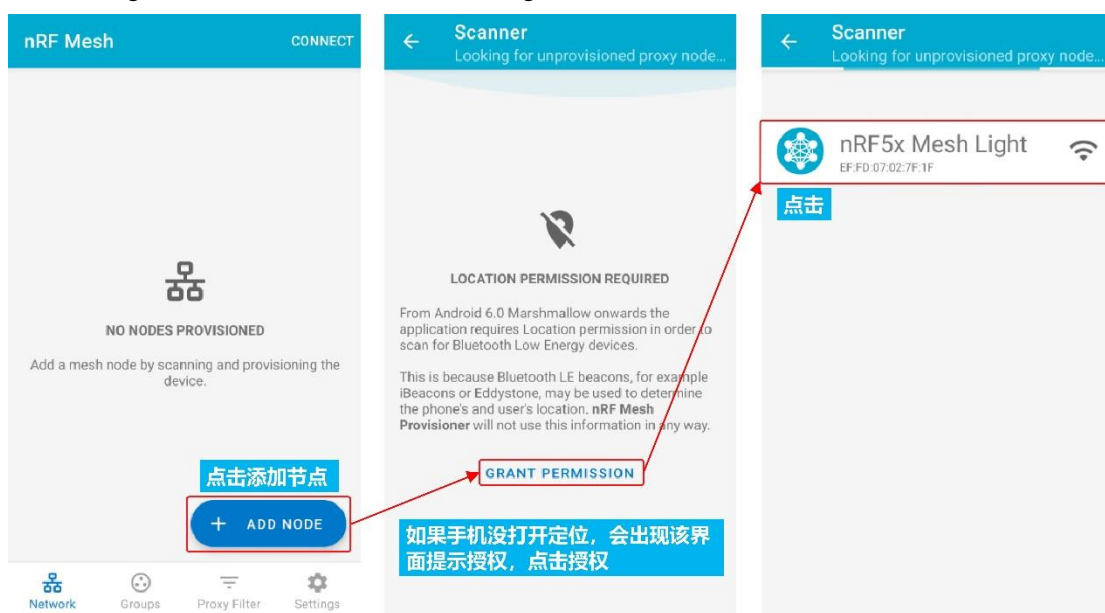 nRF Mesh
CONNECT
NO NODES PROVISIONED
Add a mesh node by scanning and provisioning the
device.
点击添加节点
+ ADD NODE
Network
Groups
Proxy Filter
Settings
Scanner
Looking for unprovisioned proxy node...
LOCATION PERMISSION REQUIRED
From Android 6.0 Marshmallow onwards the
application requires Location permission in order to
scan for Bluetooth Low Energy devices.
This is because Bluetooth LE beacons, for example
iBeacons or Eddystone, may be used to determine
the phone's and user's location. nRF Mesh
Provisioner will not use this information in any way.
GRANT PERMISSION
如果手机没打开定位，会出现该界
面提示授权，点击授权
Scanner
Looking for unprovisioned proxy node...
nRF5x Mesh Light
EF:FD:07:02:7F:1F
点击